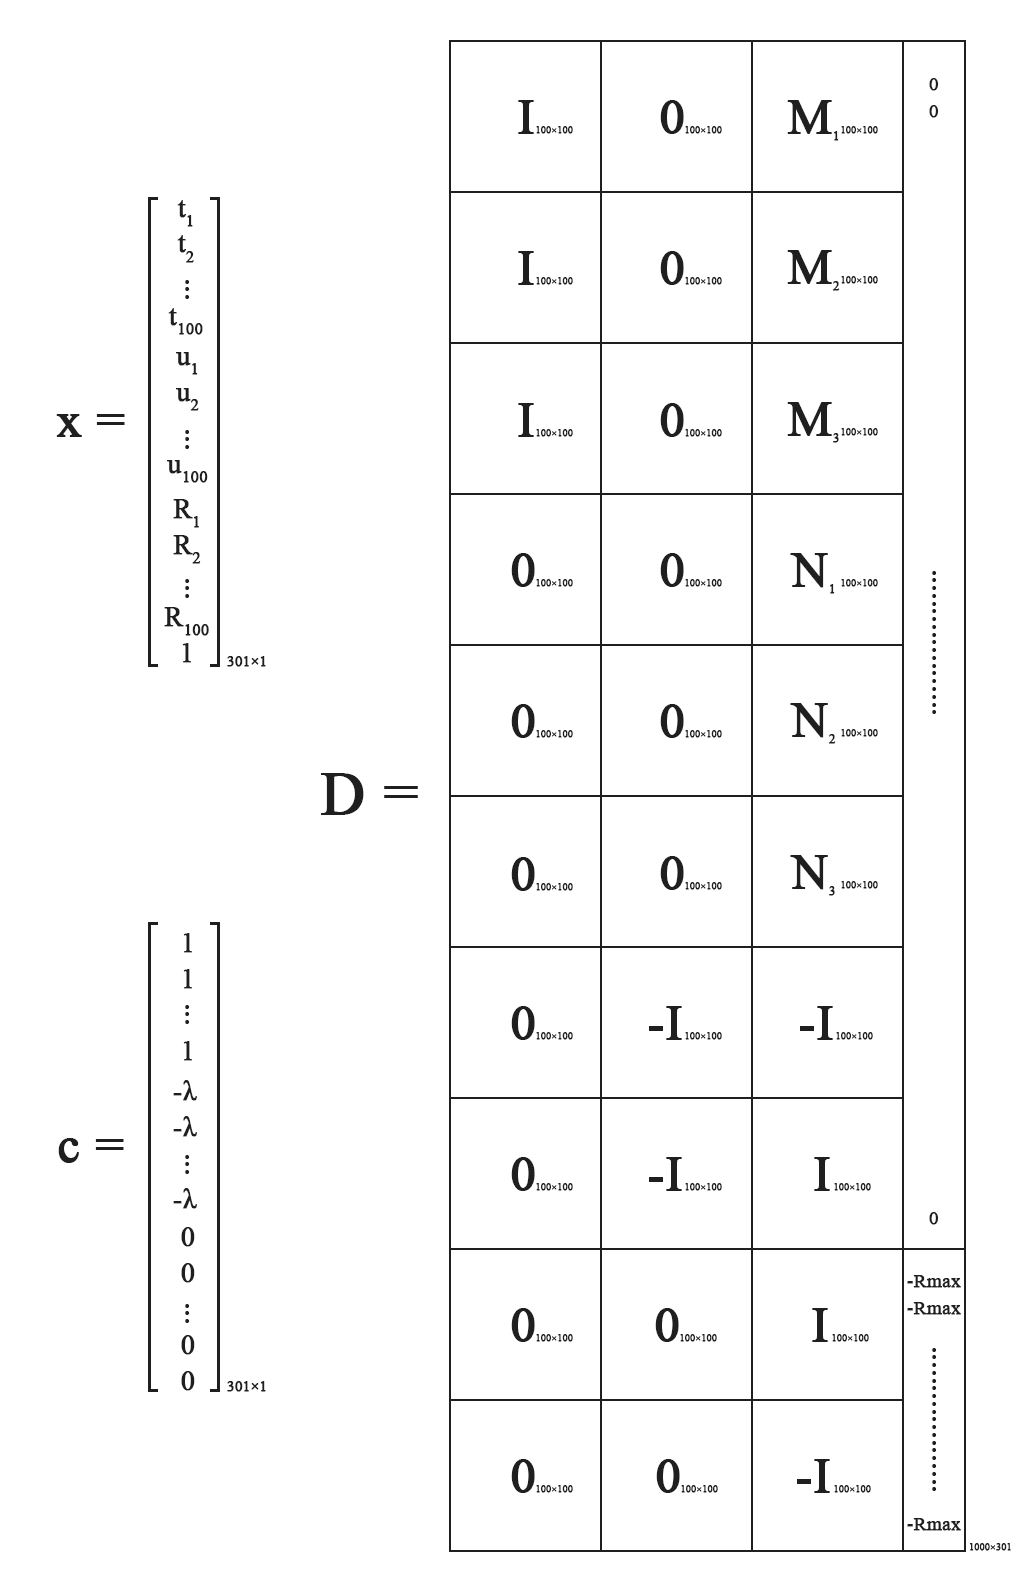 x =
t1
t2
⋮
t100
u1
u2
⋮
u100
R1
R2
⋮
R100
1
301×1
c =
1
1
⋮
1
-λ
-λ
⋮
-λ
0
0
⋮
0
0
301×1
D =
I100×100 0100×100 M1 100×100
I100×100 0100×100 M2 100×100
I100×100 0100×100 M3 100×100
0100×100 0100×100 N1 100×100
0100×100 0100×100 N2 100×100
0100×100 0100×100 N3 100×100
0100×100 -I100×100 -I100×100
0100×100 -I100×100 I100×100
0100×100 0100×100 I100×100
0100×100 0100×100 -I100×100
0
0
⋮
0
-Rmax
-Rmax
⋮
-Rmax
1000×301